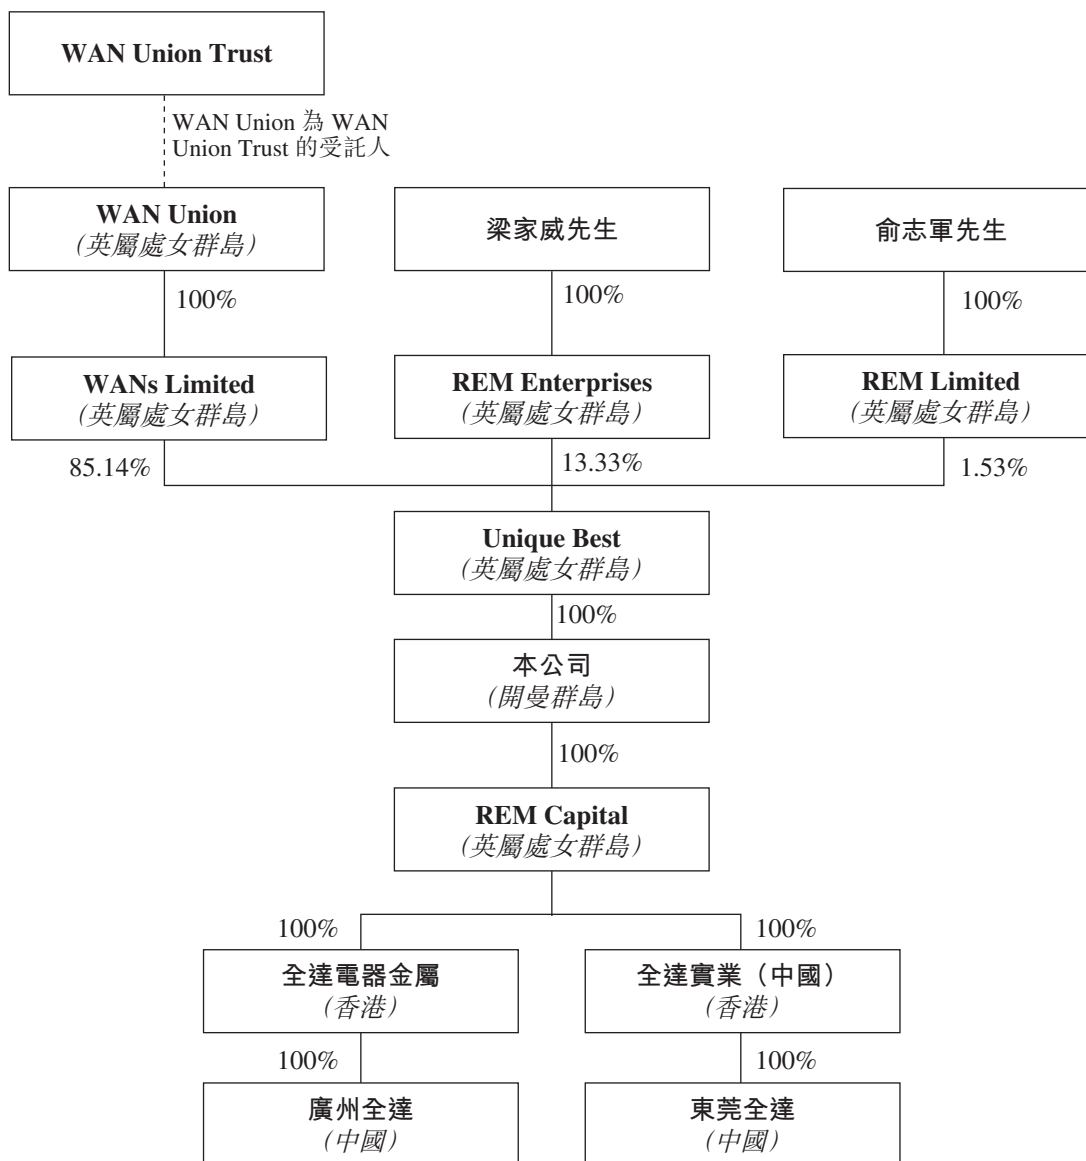 WAN Union Trust
WAN Union 為 WAN
Union Trust 的受託人
WAN Union
(英屬處女群島)
梁家威先生
俞志軍先生
100%
100%
100%
WANs Limited
(英屬處女群島)
REM Enterprises
(英屬處女群島)
REM Limited
(英屬處女群島)
85.14%
13.33%
1.53%
Unique Best
(英屬處女群島)
100%
本公司
(開曼群島)
100%
REM Capital
(英屬處女群島)
100%
100%
全達電器金屬
(香港)
全達實業（中國）
(香港)
100%
100%
廣州全達
(中國)
東莞全達
(中國)